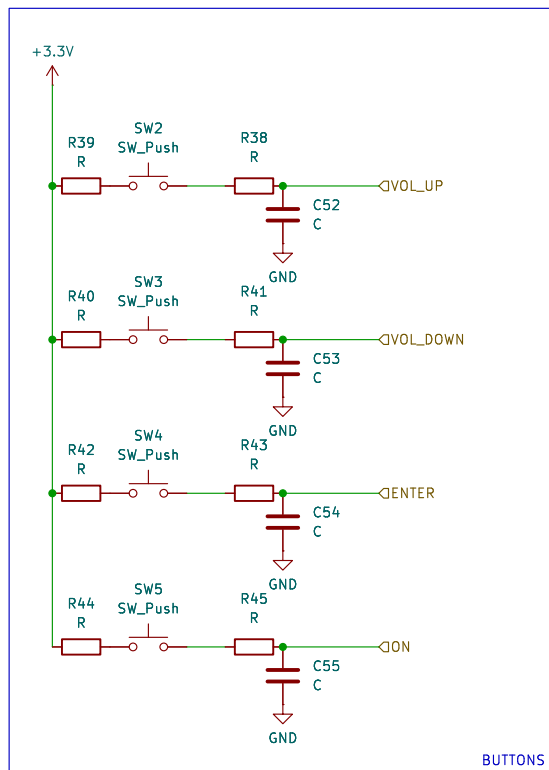 +3.3V
R39
R
SW2
SW_Push
R38
R
VOL_UP
C52
C
GND
R40
R
SW3
SW_Push
R41
R
VOL_DOWN
C53
C
GND
R42
R
SW4
SW_Push
R43
R
ENTER
C54
C
GND
R44
R
SW5
SW_Push
R45
R
ON
C55
C
GND
BUTTONS